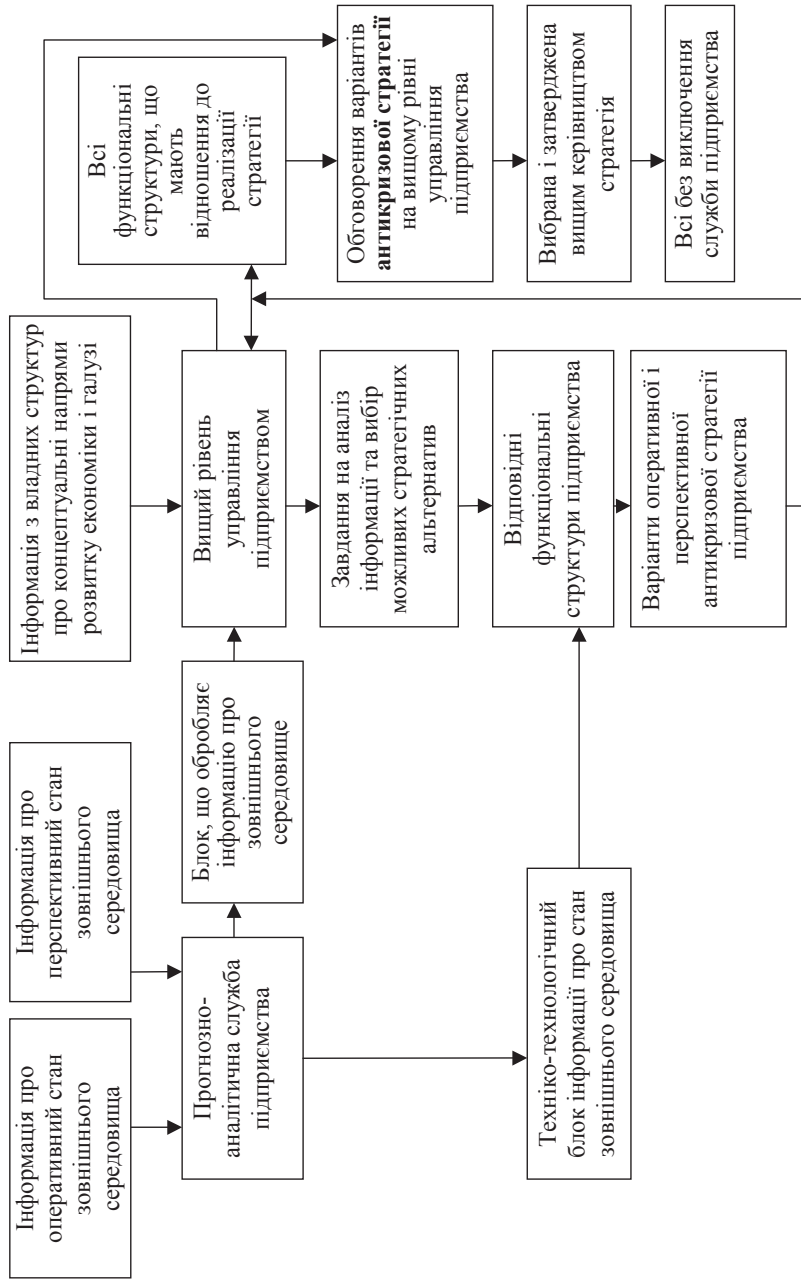 Інформація про
оперативний стан
зовнішнього
середовища
Інформація про
перспективний стан
зовнішнього
середовища
Інформація з владних структур
про концептуальні напрями
розвитку економіки і галузі
Всі
функціональні
структури, що
мають
відношення до
реалізації
стратегії
Прогнозно-
аналітична служба
підприємства
Блок, що обробляє
інформацію про
зовнішнього
середовище
Вищий рівень
управління
підприємством
Обговорення варіантів
антикризової стратегії
на вищому рівні
управління
підприємства
Завдання на аналіз
інформації та вибір
можливих стратегічних
альтернатив
Вибрана і затверджена
вищим керівництвом
стратегія
Техніко-технологічний
блок інформації про стан
зовнішнього середовища
Відповідні
функціональні
структури підприємства
Всі без виключення
служби підприємства
Варіанти оперативної і
перспективної
антикризової стратегії
підприємства